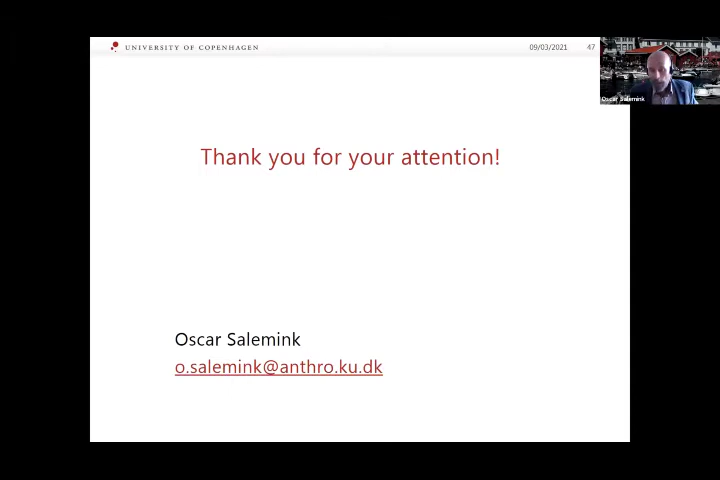 UNIVERSITY OF COPENHAGEN
09/03/2021 47
Oscar Salemink
Thank you for your attention!
Oscar Salemink
o.salemink@anthro.ku.dk